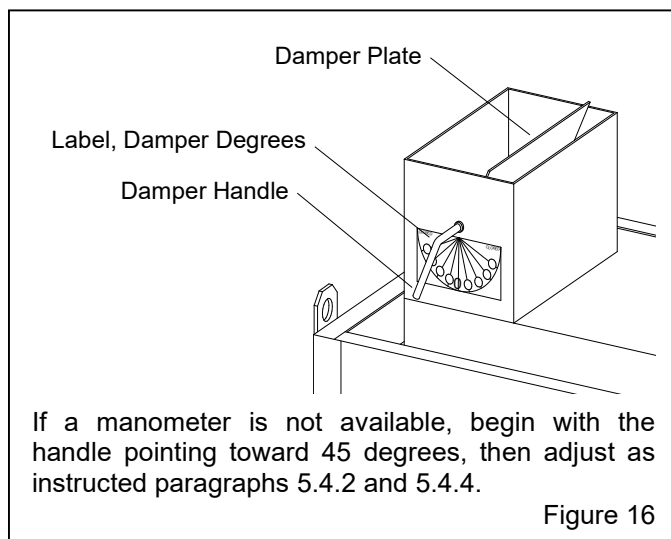 Damper Plate
Label, Damper Degrees
Damper Handle
If a manometer is not available, begin with the
handle pointing toward 45 degrees, then adjust as
instructed paragraphs 5.4.2 and 5.4.4.
Figure 16